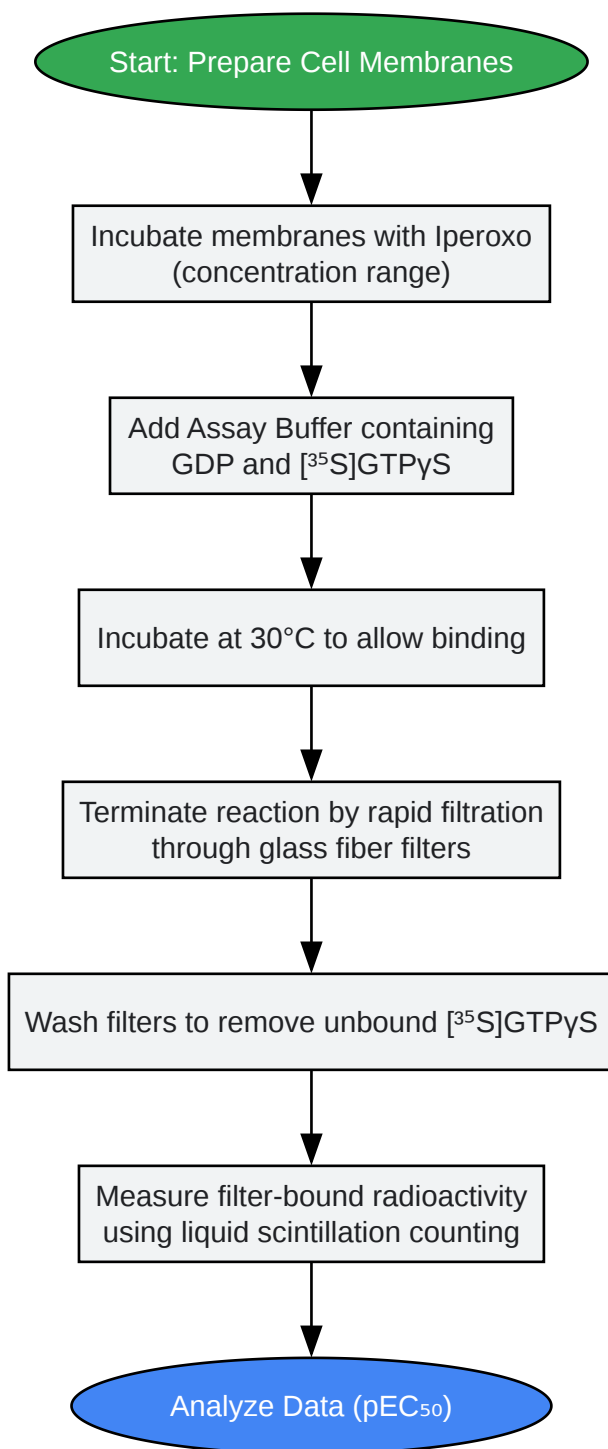 Start: Prepare Cell Membranes
Incubate membranes with Iperoxo
(concentration range)
Add Assay Buffer containing
GDP and [³⁵S]GTPγS
Incubate at 30°C to allow binding
Terminate reaction by rapid filtration
through glass fiber filters
Wash filters to remove unbound [³⁵S]GTPγS
Measure filter-bound radioactivity
using liquid scintillation counting
Analyze Data (pEC₅₀)